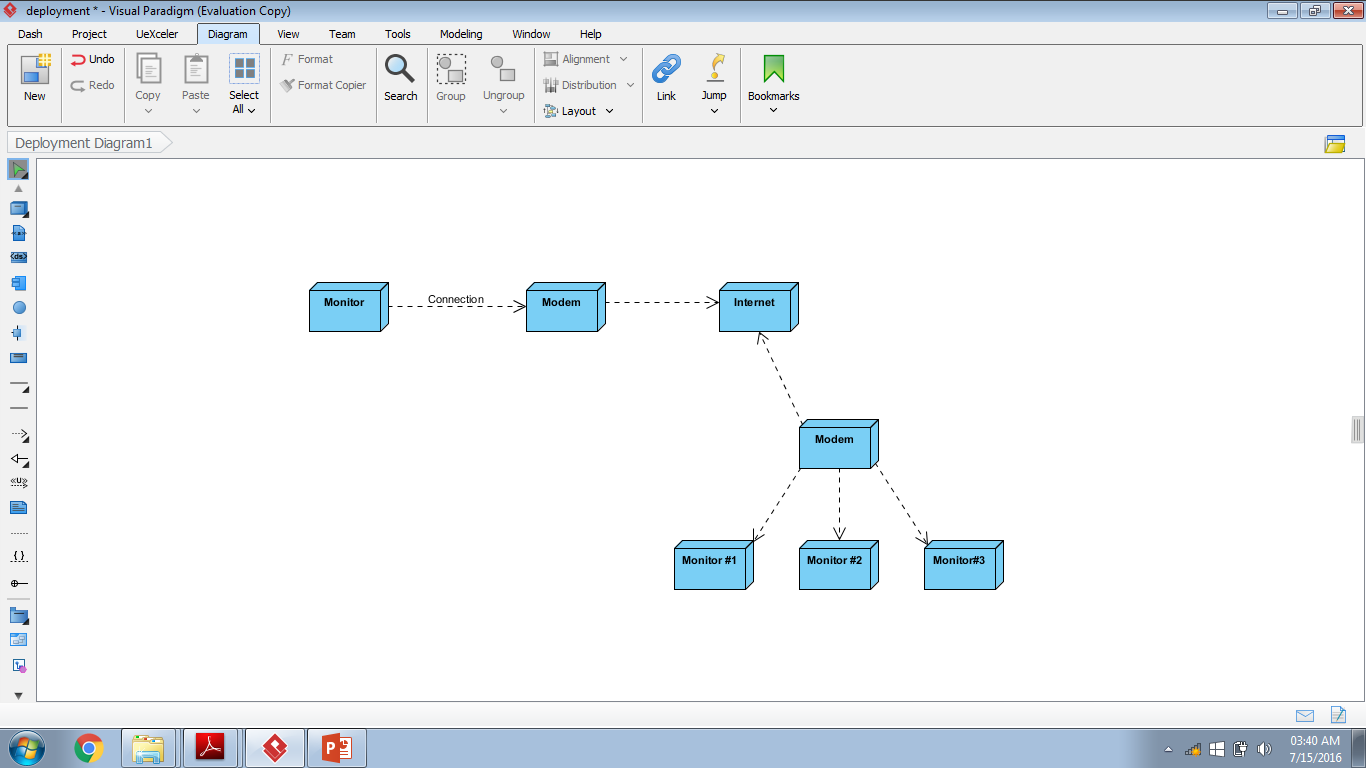 deployment * - Visual Paradigm (Evaluation Copy)
Dash Project UeXceler Diagram View Team Tools Modeling Window Help
New
Undo
Redo
Copy
Paste
Select
All
Format
Format Copier
Search
Group
Ungroup
Alignment
Distribution
Layout
Link
Jump
Bookmarks
Deployment Diagram1
Monitor
Connection
Modem
Internet
Modem
Monitor #1
Monitor #2
Monitor#3
03:40 AM
7/15/2016